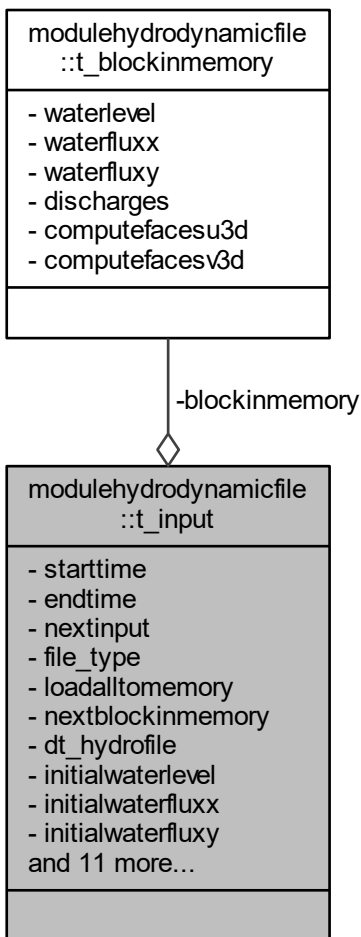 modulehydrodynamicfile
::t_blockinmemory
- waterlevel
- waterfluxx
- waterfluxy
- discharges
- computefacesu3d
- computefacesv3d
-blockinmemory
modulehydrodynamicfile
::t_input
- starttime
- endtime
- nextinput
- file_type
- loadalltomemory
- nextblockinmemory
- dt_hydrofile
- initialwaterlevel
- initialwaterfluxx
- initialwaterfluxy
and 11 more...